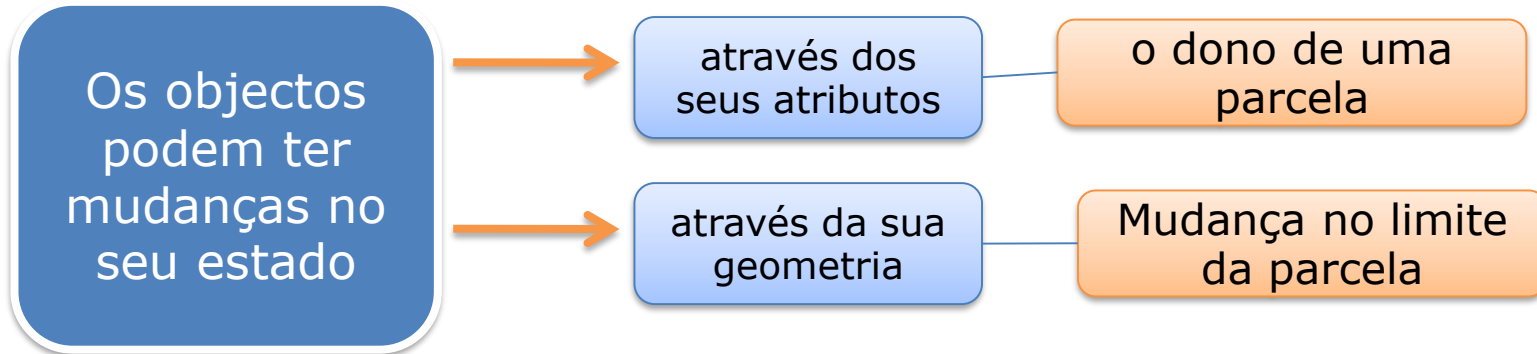 Os objectos
podem ter
mudanças no
seu estado
através dos
seus atributos
o dono de uma
parcela
através da sua
geometria
Mudança no limite
da parcela